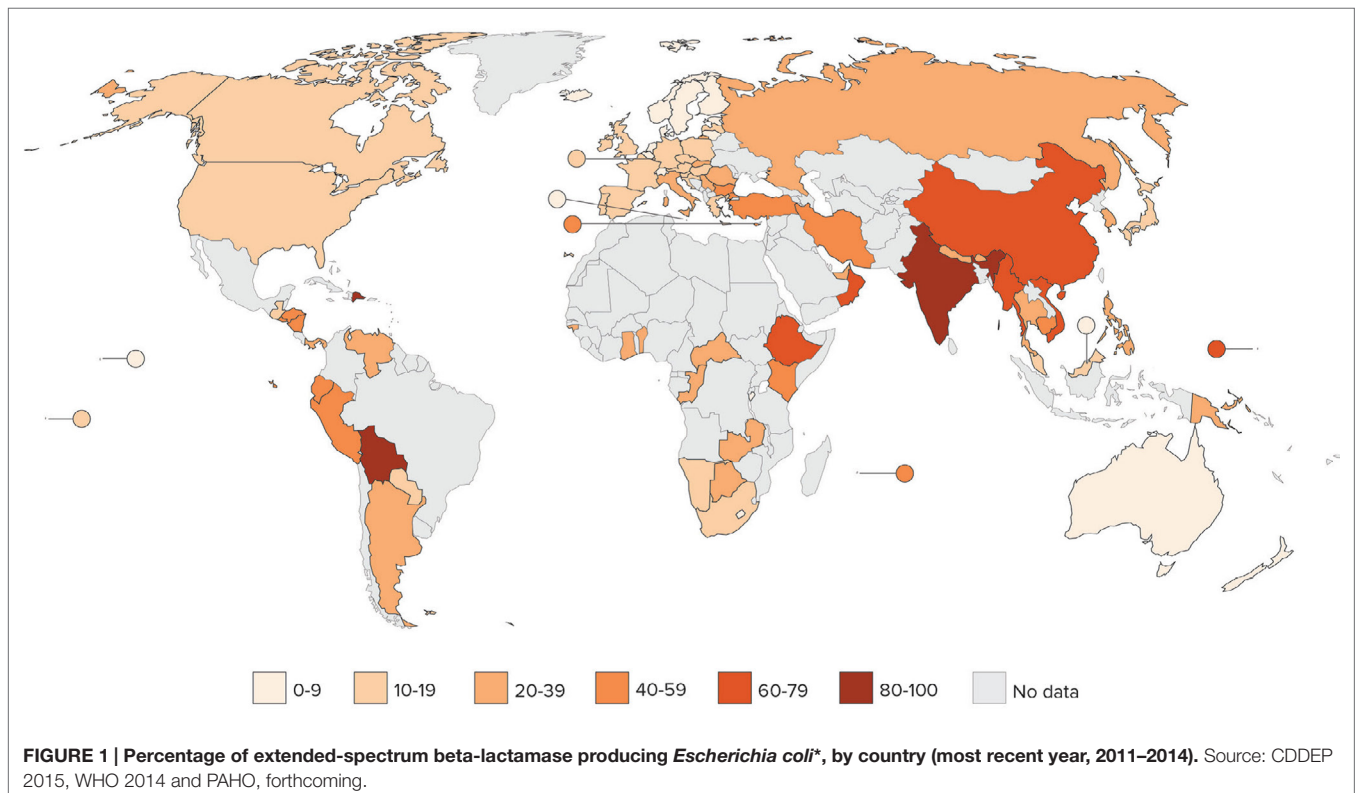 0-9 10-19 20-39 40-59 60-79 80-100 No data
FIGURE 1 | Percentage of extended-spectrum beta-lactamase producing Escherichia coli*, by country (most recent year, 2011–2014). Source: CDDEP
2015, WHO 2014 and PAHO, forthcoming.